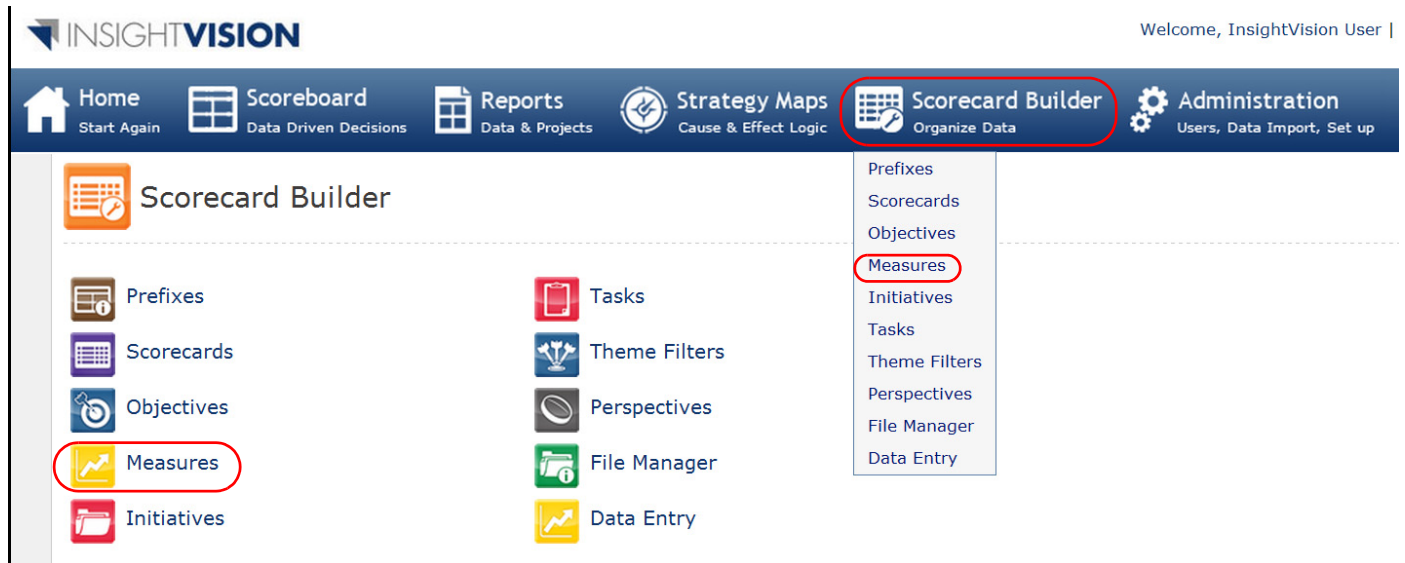 INSIGHTVISION
Welcome, InsightVision User |
Home
Start Again
Scoreboard
Data Driven Decisions
Reports
Data & Projects
Strategy Maps
Cause & Effect Logic
Scorecard Builder
Organize Data
Administration
Users, Data Import, Set up
Prefixes
Scorecards
Objectives
Measures
Initiatives
Tasks
Theme Filters
Perspectives
File Manager
Data Entry
Scorecard Builder
Prefixes
Scorecards
Objectives
Measures
Initiatives
Tasks
Theme Filters
Perspectives
File Manager
Data Entry